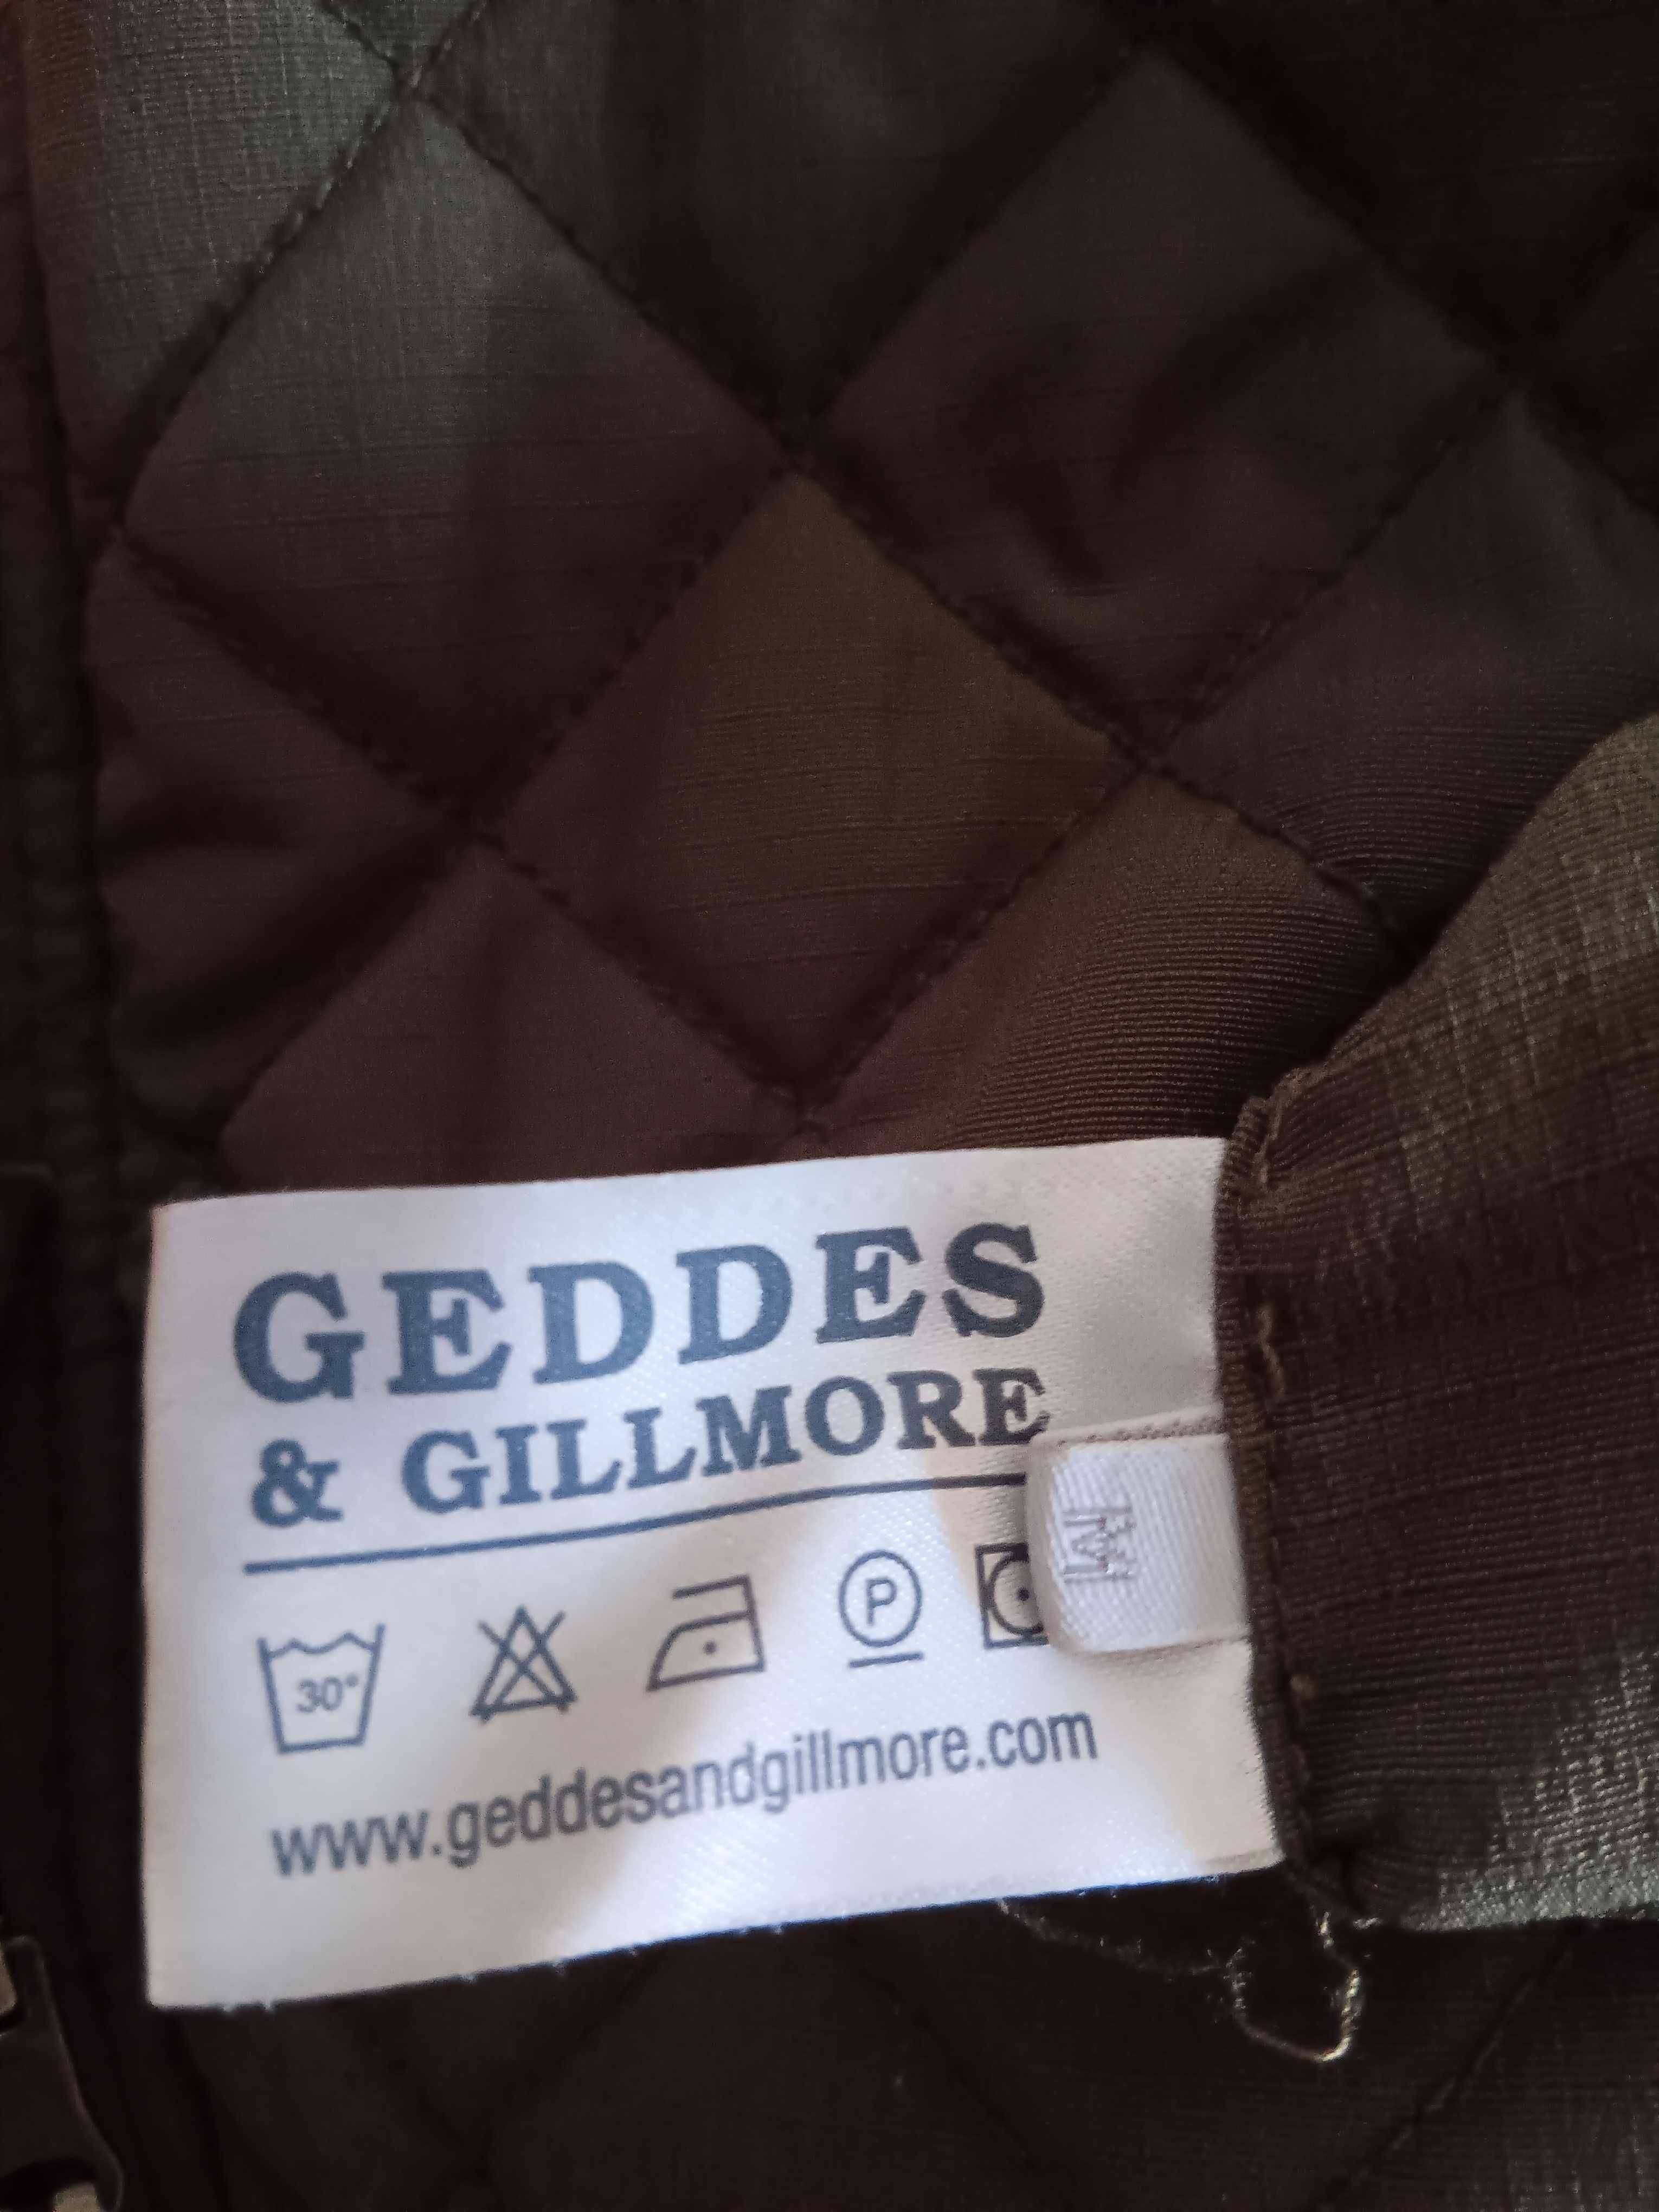 GEDDES
& GILLMORE
M
30°
P
www.geddesandgillmore.com